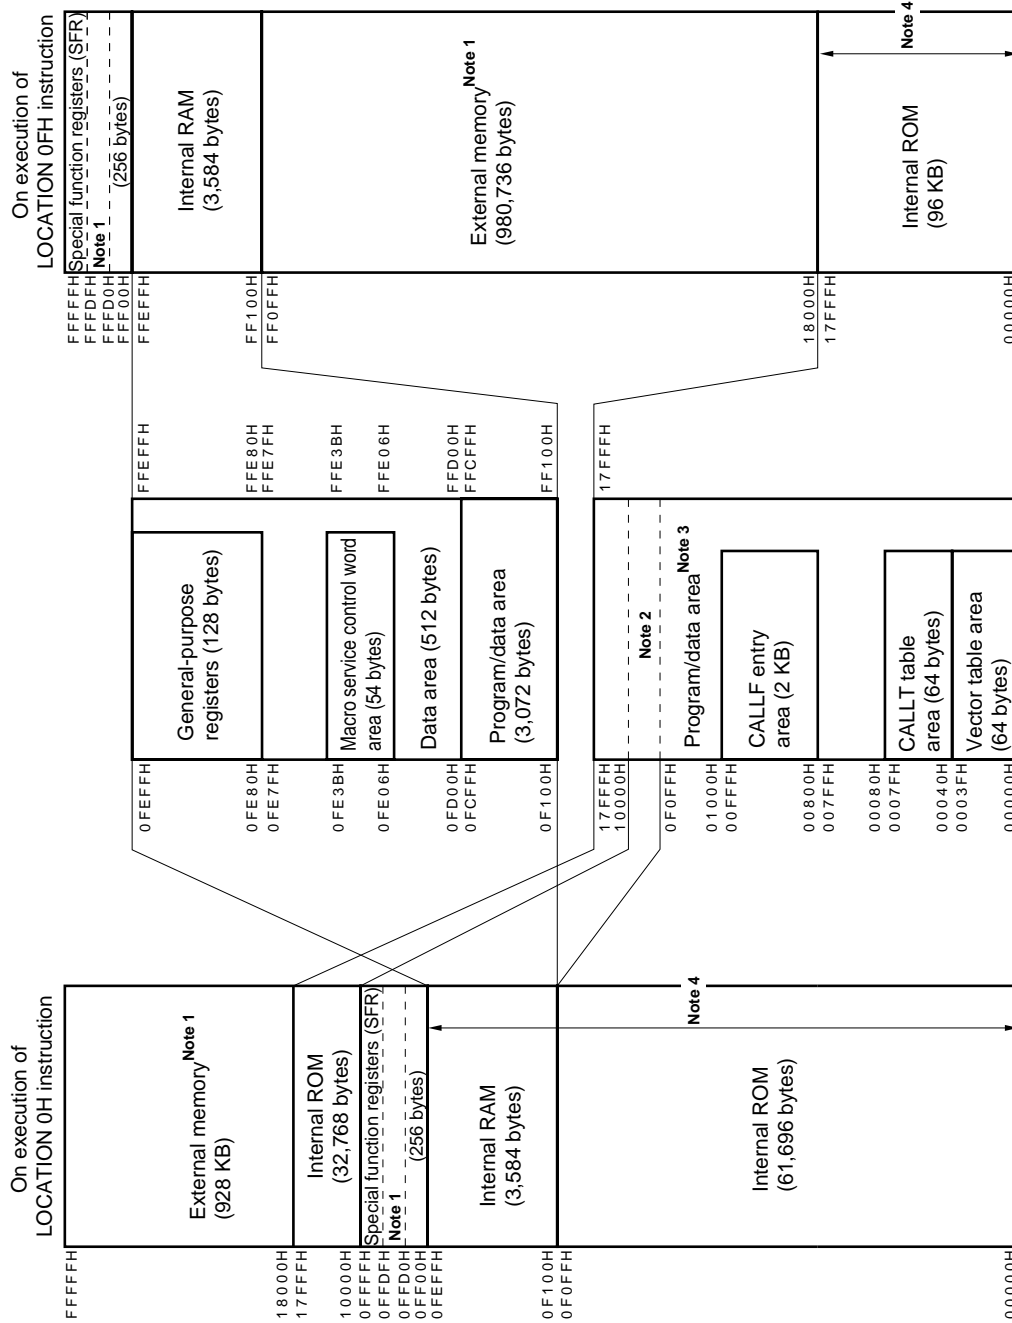 On execution of
LOCATION 0H instruction
FFFFFH
External memory Note 1
(928 KB)
18000H
17FFFH
Internal ROM
(32,768 bytes)
10000H
0FFFFH
Special function registers (SFR)
0FFDFH
Note 1
0FFD0H
0FF00H
(256 bytes)
0FEFFH
Internal RAM
(3,584 bytes)
0F100H
0F0FFH
Note 4
Internal ROM
(61,696 bytes)
00000H
0FEFFH
General-purpose
registers (128 bytes)
0FE80H
0FE7FH
0FE3BH
Macro service control word
area (54 bytes)
0FE06H
Data area (512 bytes)
0FD00H
0FCFFH
Program/data area
(3,072 bytes)
0F100H
FFEFFH
FFE80H
FFE7FH
FFE3BH
FFE06H
FFD00H
FFCFFH
FF100H
17FFFH
10000H
Note 2
0F0FFH
Program/data area Note 3
01000H
00FFFH
CALLF entry
area (2 KB)
00800H
007FFH
00080H
0007FH
CALLT table
area (64 bytes)
00040H
0003FH
Vector table area
(64 bytes)
00000H
17FFFH
On execution of
LOCATION 0FH instruction
FFFFFH
Special function registers (SFR)
FFFDFH
Note 1
FFFD0H
FFF00H
(256 bytes)
FFEFFH
Internal RAM
(3,584 bytes)
FF100H
FF0FFH
External memory Note 1
(980,736 bytes)
18000H
17FFFH
Note 4
Internal ROM
(96 KB)
00000H